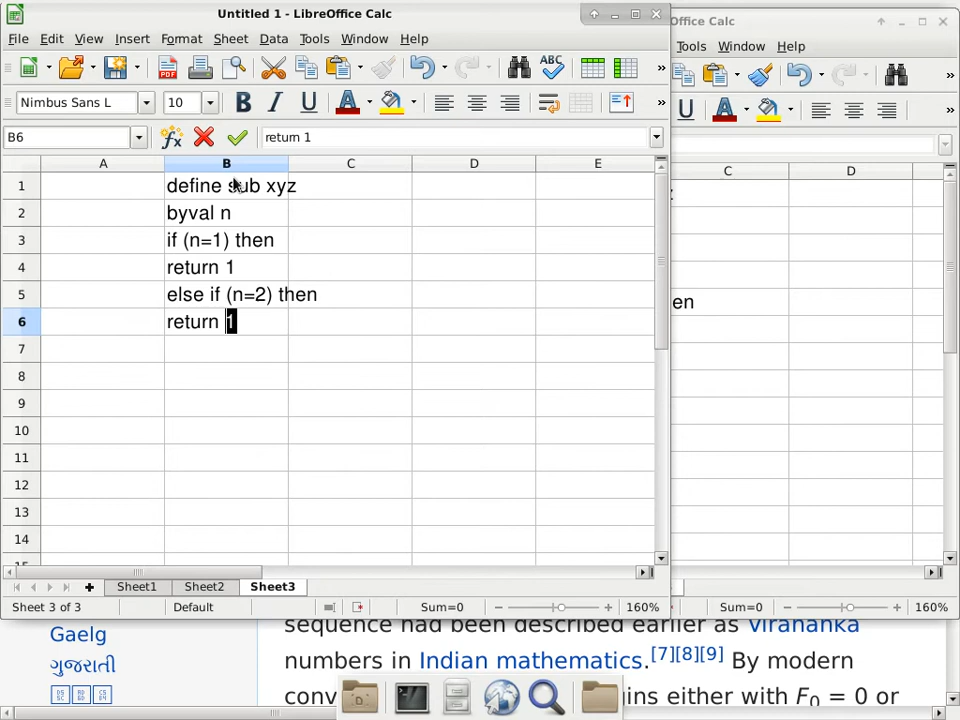 Untitled 1 - LibreOffice Calc
ffice Calc
File Edit View Insert Format Sheet Data Tools Window Help
Tools Window Help
Nimbus Sans L 10
B6 return 1
A B C D E
C D
1 define sub xyz
2 byval n
3 if (n=1) then
4 return 1
5 else if (n=2) then
en
6 return 1
7
8
9
10
11
12
13
14
Sheet1 Sheet2 Sheet3
Sheet 3 of 3 Default Sum=0 160%
Sum=0 160%
Gaelg
ગુજરાતી
sequence had been described earlier as Virahanka
numbers in Indian mathematics.[7][8][9] By modern
conv ins either with F0 = 0 or